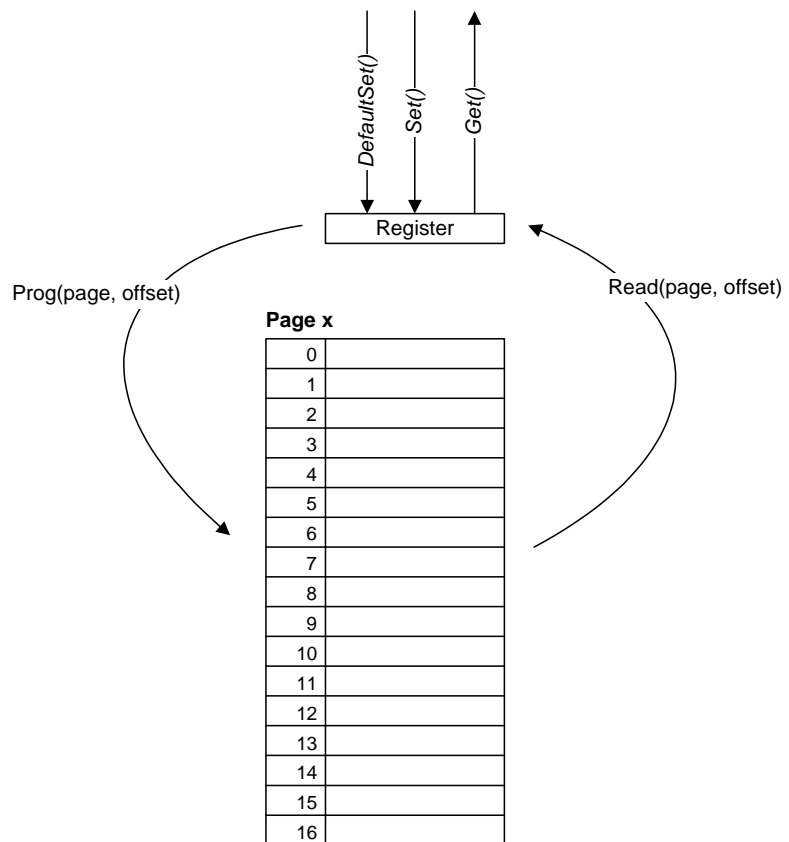 DefaultSet()
Set()
Get()
Register
Prog(page, offset)
Read(page, offset)
Page x
0
1
2
3
4
5
6
7
8
9
10
11
12
13
14
15
16